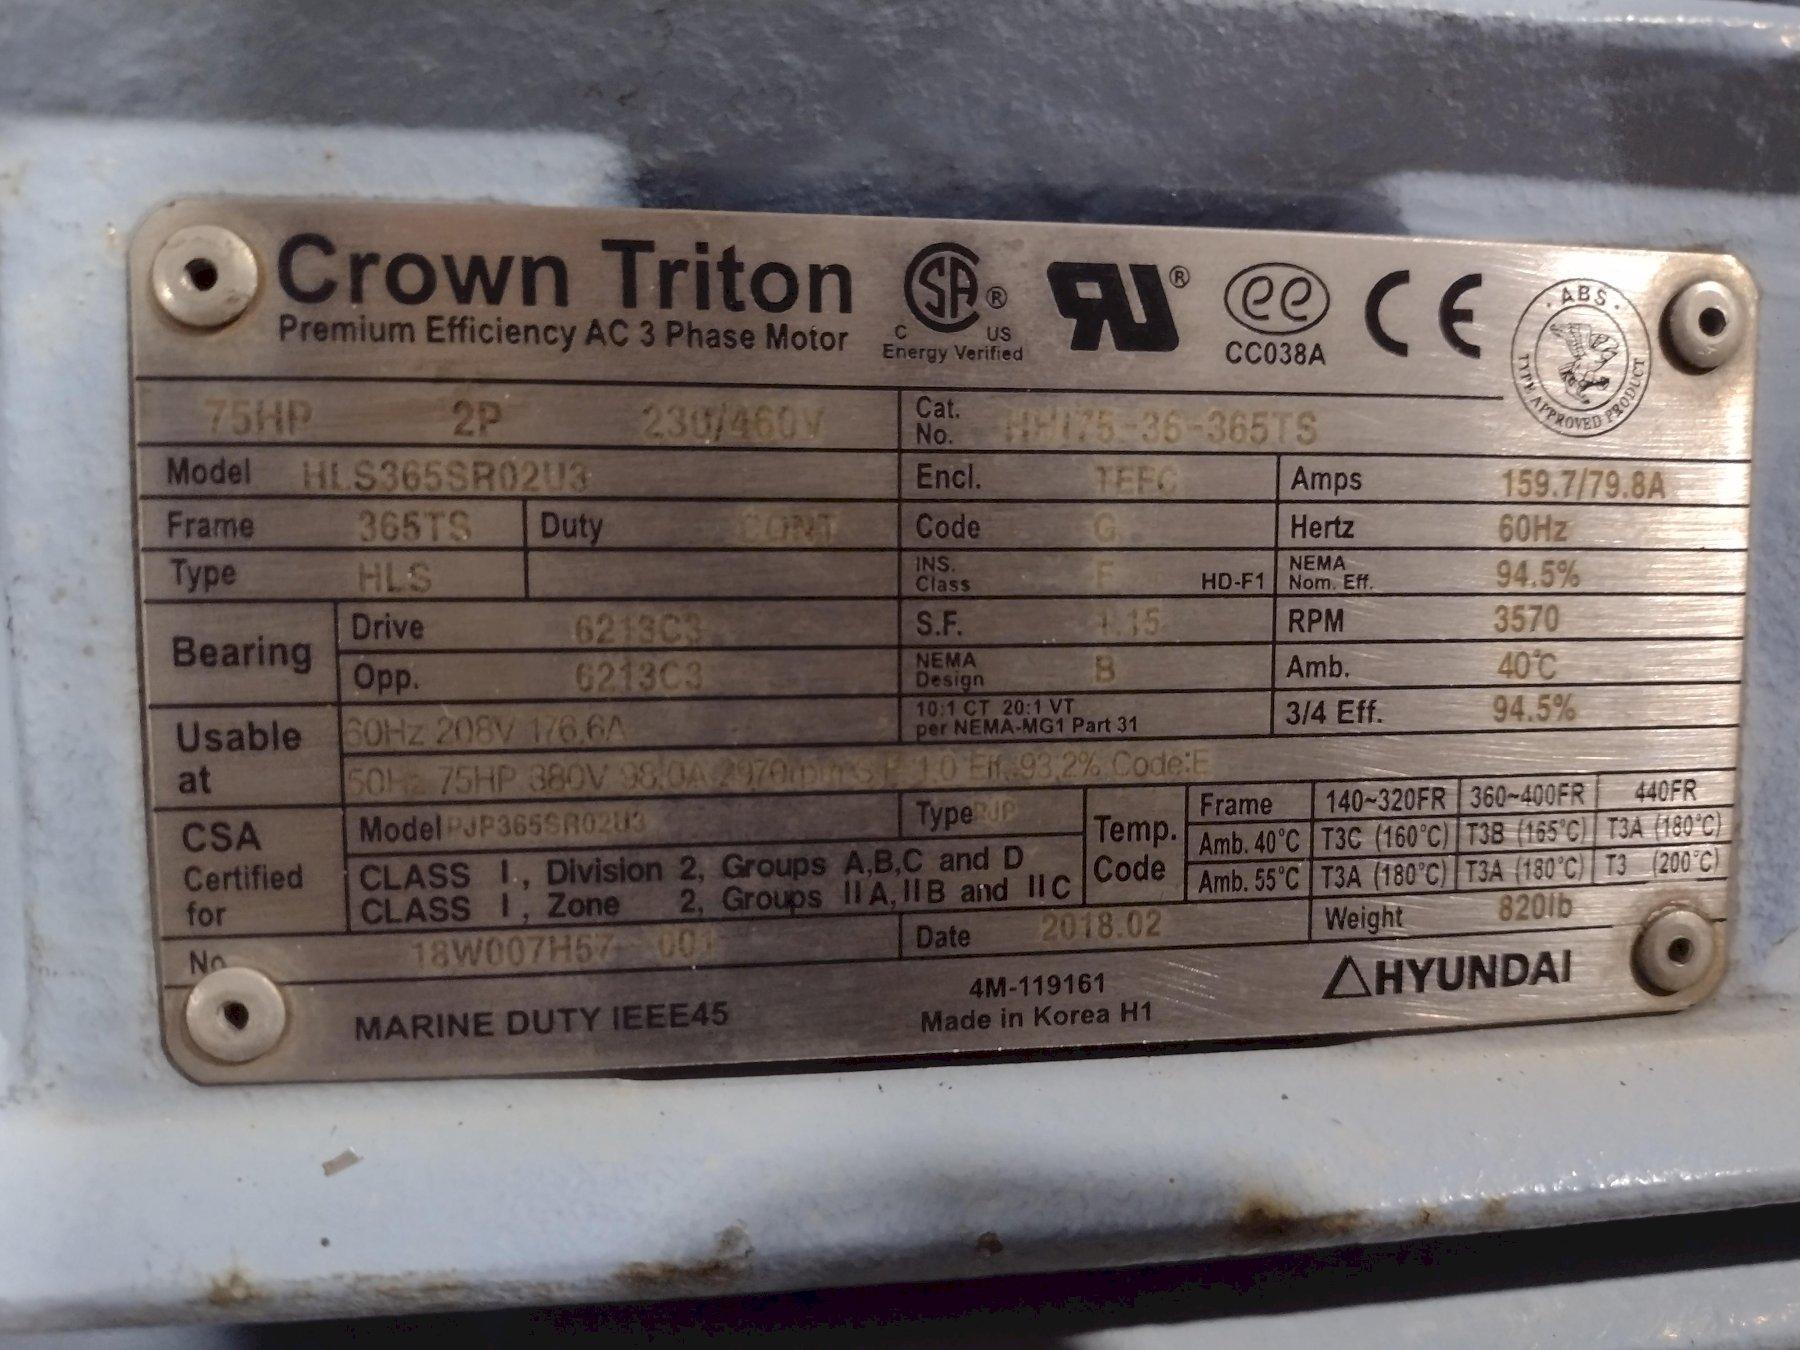 Crown Triton
Premium Efficiency AC 3 Phase Motor
SA ® C US Energy Verified
RU ®
ee CC038A
CE
ABS TYPE APPROVED PRODUCT
75HP 2P 230/460V Cat. No. HHI75-36-365TS
Model HLS365SR02U3 Encl. TEFC Amps 159.7/79.8A
Frame 365TS Duty CONT Code G Hertz 60Hz
Type HLS INS. Class F HD-F1 NEMA Nom. Eff. 94.5%
Bearing Drive 6213C3 S.F. 1.15 RPM 3570
Opp. 6213C3 NEMA Design B Amb. 40°C
Usable at 60Hz 208V 176.6A 10:1 CT 20:1 VT per NEMA-MG1 Part 31 3/4 Eff. 94.5%
50Hz 75HP 380V 98.0A 2970rpm S.F. 1.0 Eff.93.2% Code:E
CSA Certified for Model PJP365SR02U3 Type PJP Temp. Code Frame 140~320FR 360~400FR 440FR
Amb. 40°C T3C (160°C) T3B (165°C) T3A (180°C)
CLASS I, Division 2, Groups A,B,C and D Amb. 55°C T3A (180°C) T3A (180°C) T3 (200°C)
CLASS I, Zone 2, Groups IIA,IIB and IIC
No. 18W007H57- 001 Date 2018.02 Weight 820lb
MARINE DUTY IEEE45 4M-119161 HYUNDAI
Made in Korea H1